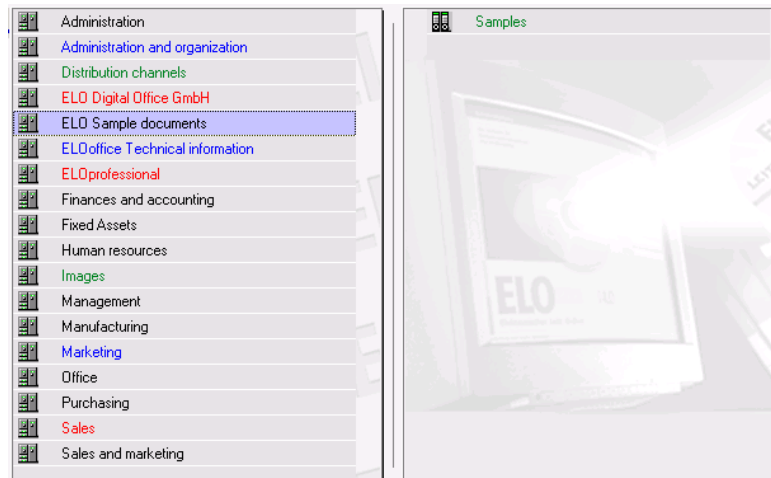 Administration
Administration and organization
Distribution channels
ELO Digital Office GmbH
ELO Sample documents
ELOoffice Technical information
ELOprofessional
Finances and accounting
Fixed Assets
Human resources
Images
Management
Manufacturing
Marketing
Office
Purchasing
Sales
Sales and marketing
Samples
ELO